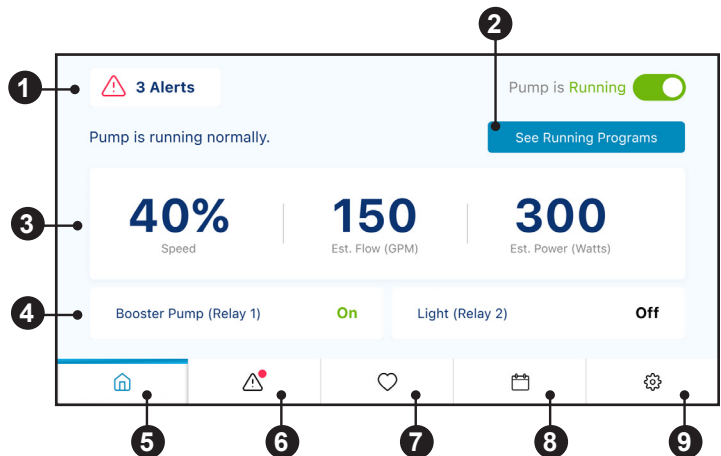 2
1
3 Alerts
Pump is Running
Pump is running normally.
See Running Programs
3
40%
150
300
Speed
Est. Flow (GPM)
Est. Power (Watts)
4
Booster Pump (Relay 1)
On
Light (Relay 2)
Off
5
6
7
8
9